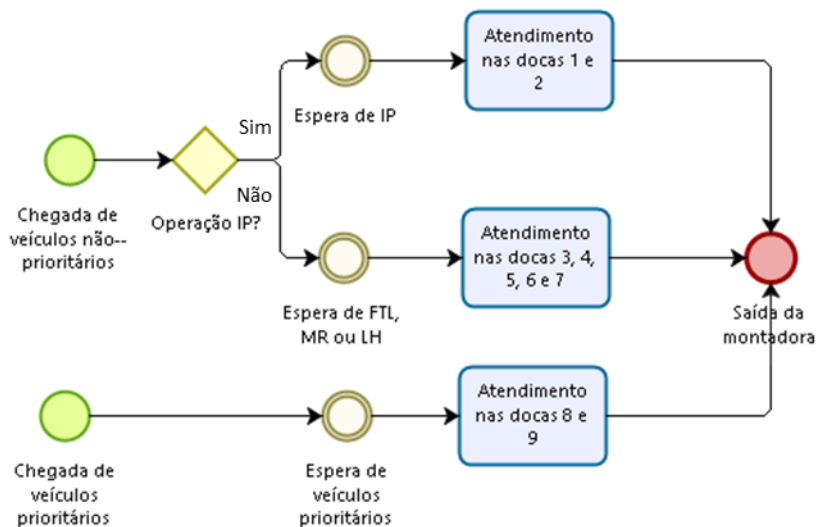 Atendimento
nas docas 1 e
2
Espera de IP
Sim
Chegada de
veículos não--
prioritários
Operação IP?
Não
Atendimento
nas docas 3, 4,
5, 6 e 7
Espera de FTL,
MR ou LH
Saída da
montadora
Atendimento
nas docas 8 e
9
Chegada de
veículos
prioritários
Espera de
veículos
prioritários